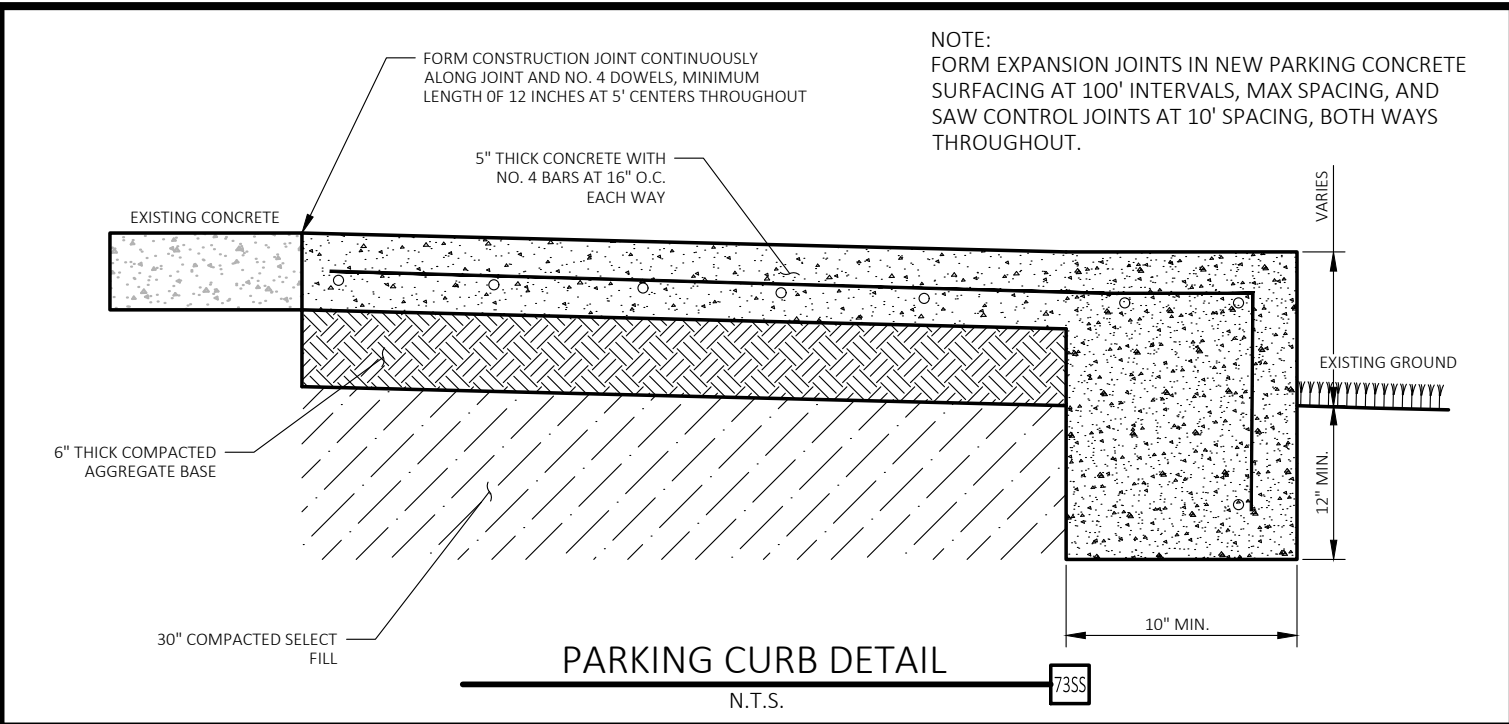 FORM CONSTRUCTION JOINT CONTINUOUSLY
ALONG JOINT AND NO. 4 DOWELS, MINIMUM
LENGTH 0F 12 INCHES AT 5' CENTERS THROUGHOUT
NOTE:
FORM EXPANSION JOINTS IN NEW PARKING CONCRETE
SURFACING AT 100' INTERVALS, MAX SPACING, AND
SAW CONTROL JOINTS AT 10' SPACING, BOTH WAYS
THROUGHOUT.
5" THICK CONCRETE WITH
NO. 4 BARS AT 16" O.C.
EACH WAY
EXISTING CONCRETE
VARIES
EXISTING GROUND
6" THICK COMPACTED
AGGREGATE BASE
12" MIN.
30" COMPACTED SELECT
FILL
10" MIN.
PARKING CURB DETAIL
73SS
N.T.S.